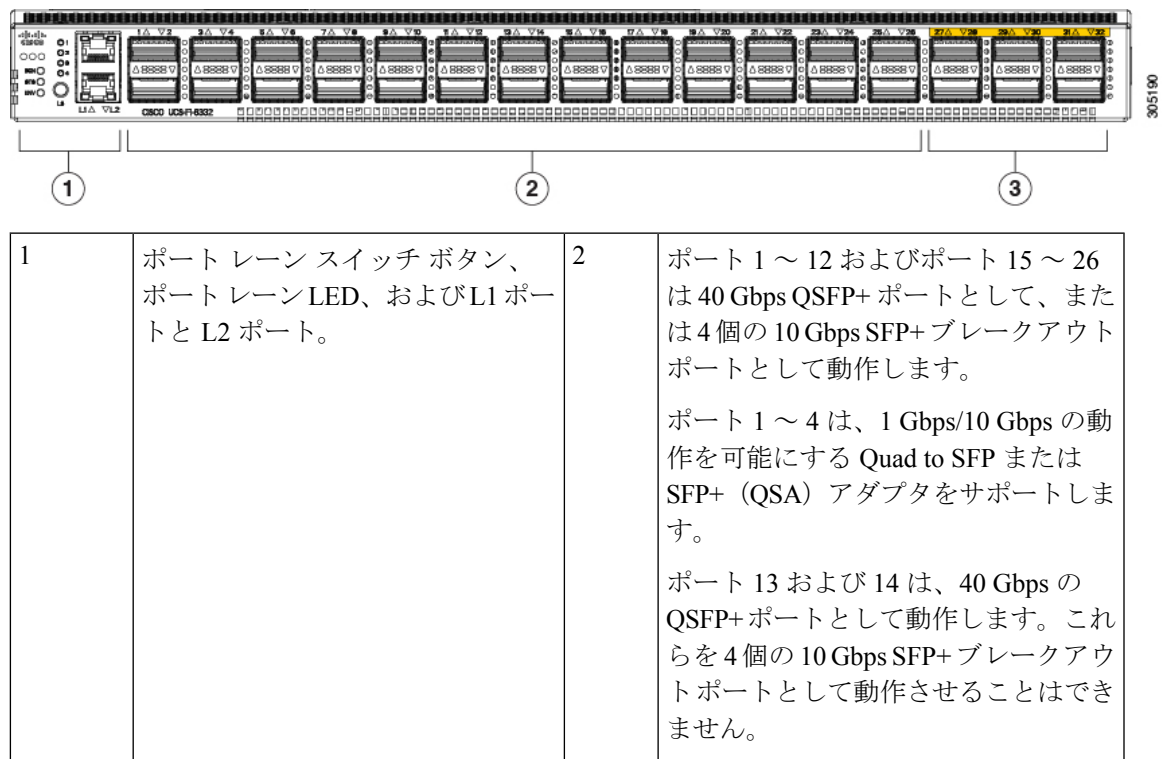 1△ ▽2 3△ ▽4 5△ ▽6 7△ ▽8 9△ ▽10 11△ ▽12 13△ ▽14 15△ ▽16 17△ ▽18 19△ ▽20 21△ ▽22 23△ ▽24 25△ ▽26 27△ ▽28 29△ ▽30 31△ ▽32
CISCO
BCN
ENV
LS
L1△ ▽L2
CISCO UCS-FI-6332
305190
1
2
3
1
ポート レーン スイッチ ボタン、
ポート レーン LED、および L1 ポー
トと L2 ポート。
2
ポート 1 ～ 12 およびポート 15 ～ 26
は 40 Gbps QSFP+ ポートとして、また
は 4 個の 10 Gbps SFP+ ブレークアウト
ポートとして動作します。
ポート 1 ～ 4 は、1 Gbps/10 Gbps の動
作を可能にする Quad to SFP または
SFP+（QSA）アダプタをサポートしま
す。
ポート 13 および 14 は、40 Gbps の
QSFP+ ポートとして動作します。これ
らを 4 個の 10 Gbps SFP+ ブレークアウ
ト ポートとして動作させることはでき
ません。